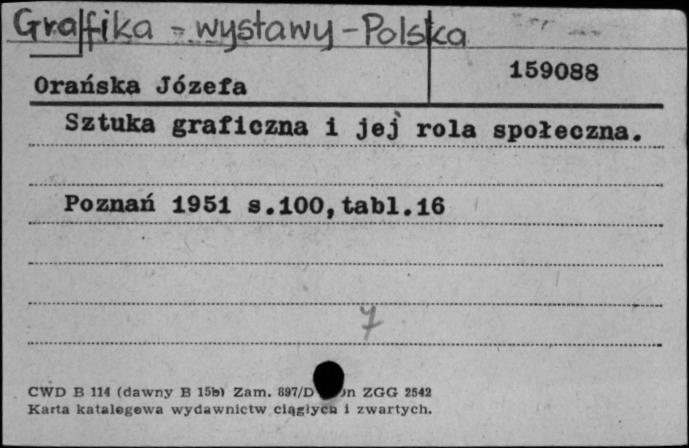 Grafika - wystawy - Polska
Orańska Józefa
159088
Sztuka graficzna i jej rola społeczna.
Poznań 1951 s.100,tabl.16
7
CWD B 114 (dawny B 15b) Zam. 897/D n ZGG 2542
Karta katalogowa wydawnictw ciągłych i zwartych.